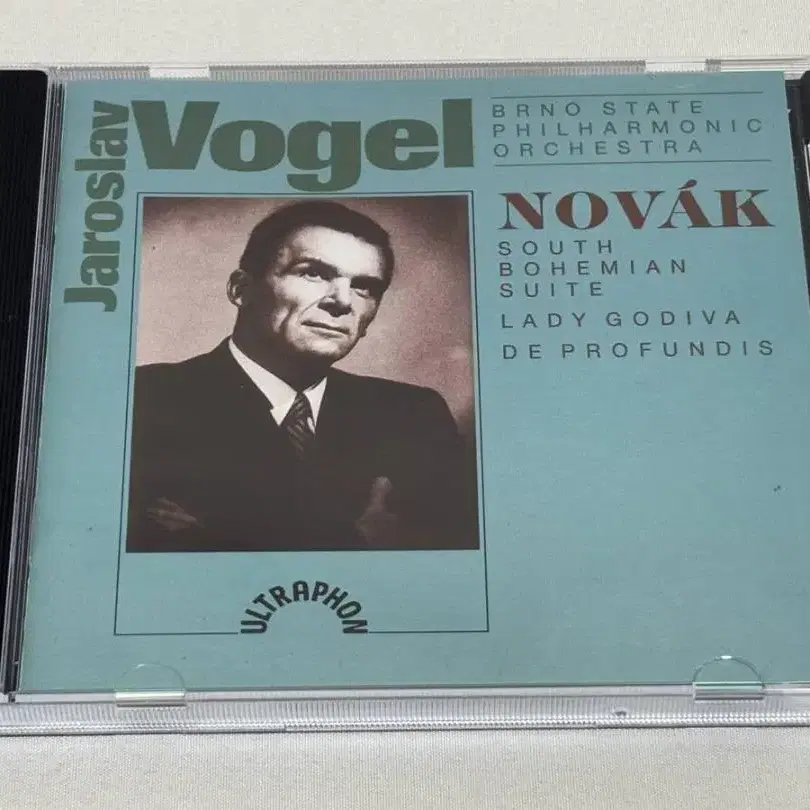 Jaroslav
Vogel
BRNO STATE
PHILHARMONIC
ORCHESTRA
NOVÁK
SOUTH
BOHEMIAN
SUITE
LADY GODIVA
DE PROFUNDIS
ULTRAPHON